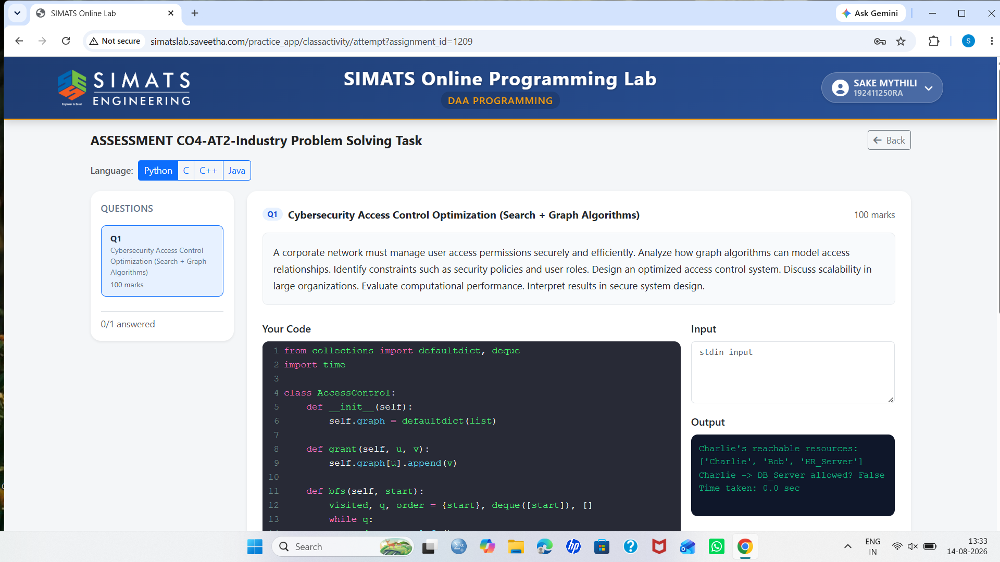 SIMATS Online Lab
Ask Gemini
Not secure
simatslab.saveetha.com/practice_app/classactivity/attempt?assignment_id=1209
S
SIMATS
ENGINEERING
Engineer to Excel
SIMATS Online Programming Lab
DAA PROGRAMMING
SAKE MYTHILI
192411250RA
ASSESSMENT CO4-AT2-Industry Problem Solving Task
← Back
Language: Python C C++ Java
QUESTIONS
Q1
Cybersecurity Access Control
Optimization (Search + Graph
Algorithms)
100 marks
0/1 answered
Q1 Cybersecurity Access Control Optimization (Search + Graph Algorithms)
100 marks
A corporate network must manage user access permissions securely and efficiently. Analyze how graph algorithms can model access
relationships. Identify constraints such as security policies and user roles. Design an optimized access control system. Discuss scalability in
large organizations. Evaluate computational performance. Interpret results in secure system design.
Your Code
1 from collections import defaultdict, deque
2 import time
3
4 class AccessControl:
5     def __init__(self):
6         self.graph = defaultdict(list)
7
8     def grant(self, u, v):
9         self.graph[u].append(v)
10
11     def bfs(self, start):
12         visited, q, order = {start}, deque([start]), []
13         while q:
Input
stdin input
Output
Charlie's reachable resources:
['Charlie', 'Bob', 'HR_Server']
Charlie -> DB_Server allowed? False
Time taken: 0.0 sec
Search
hp
ENG
IN
13:33
14-08-2026